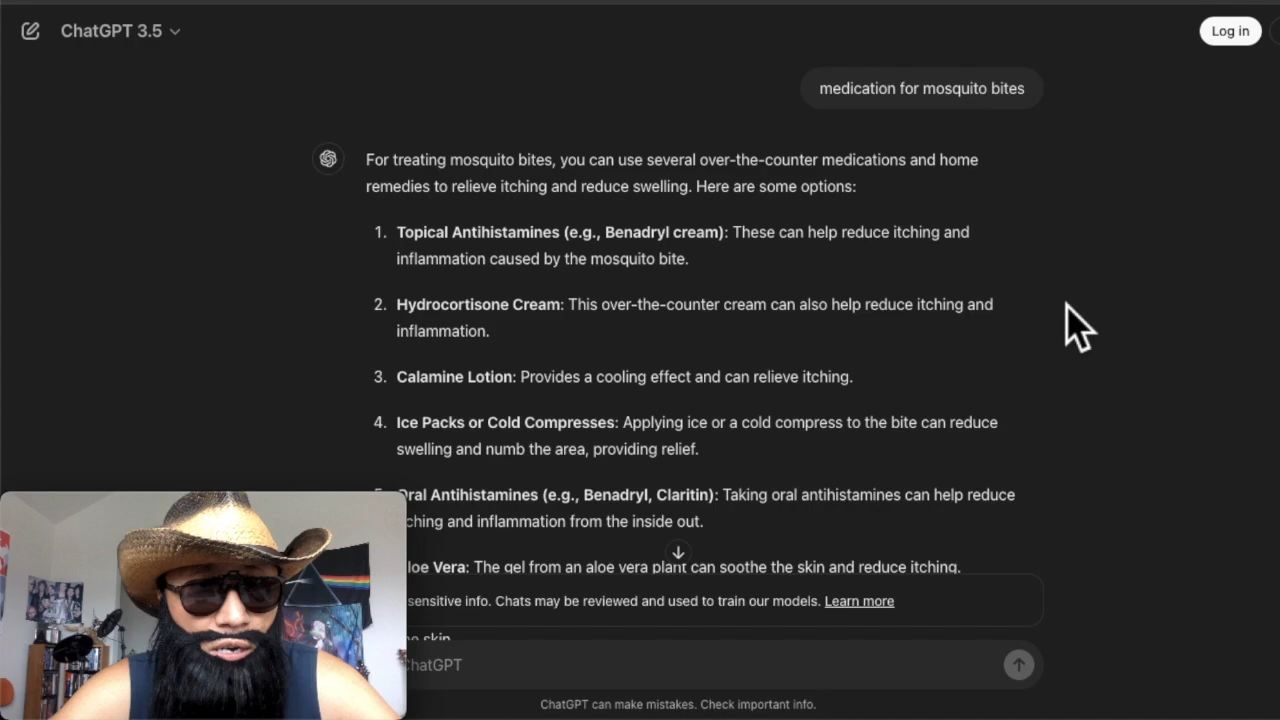 ChatGPT 3.5
Log in
medication for mosquito bites
For treating mosquito bites, you can use several over-the-counter medications and home
remedies to relieve itching and reduce swelling. Here are some options:
1. Topical Antihistamines (e.g., Benadryl cream): These can help reduce itching and
inflammation caused by the mosquito bite.
2. Hydrocortisone Cream: This over-the-counter cream can also help reduce itching and
inflammation.
3. Calamine Lotion: Provides a cooling effect and can relieve itching.
4. Ice Packs or Cold Compresses: Applying ice or a cold compress to the bite can reduce
swelling and numb the area, providing relief.
Oral Antihistamines (e.g., Benadryl, Claritin): Taking oral antihistamines can help reduce
ching and inflammation from the inside out.
loe Vera: The gel from an aloe vera plant can soothe the skin and reduce itching.
sensitive info. Chats may be reviewed and used to train our models. Learn more
skin
ChatGPT
ChatGPT can make mistakes. Check important info.